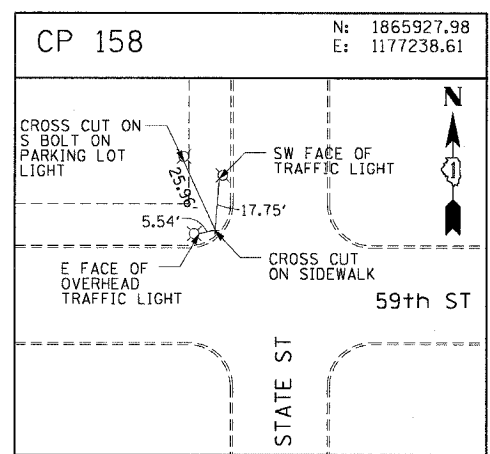 CP 158
N: 1865927.98
E: 1177238.61
N
1
CROSS CUT ON
S BOLT ON
PARKING LOT
LIGHT
25.96'
SW FACE OF
TRAFFIC LIGHT
5.54'
17.75'
E FACE OF
OVERHEAD
TRAFFIC LIGHT
CROSS CUT
ON SIDEWALK
59th ST
STATE ST